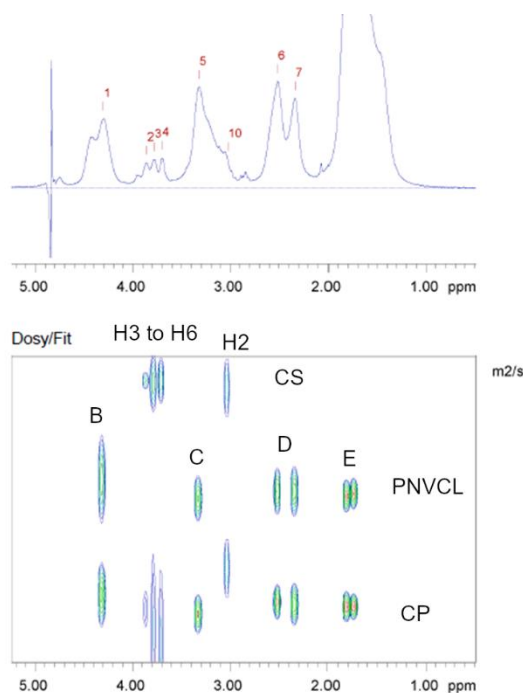 1 2 3 4 5 10 6 7
5.00 4.00 3.00 2.00 1.00 ppm
Dosy/Fit
H3 to H6 H2
CS m2/s
B C D E
PNVCL
CP
5.00 4.00 3.00 2.00 1.00 ppm